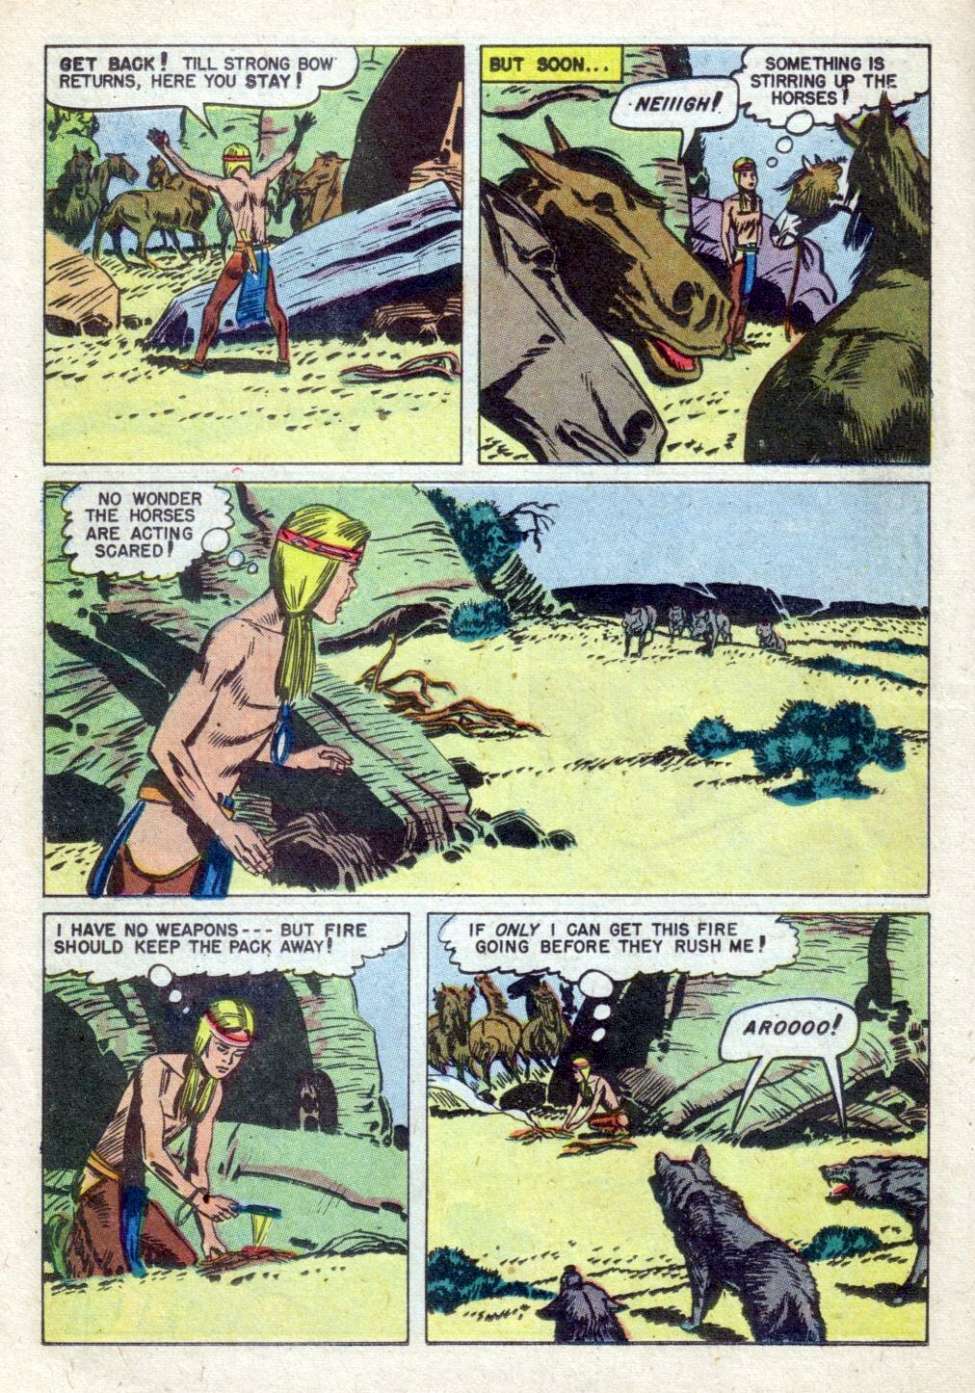 GET BACK! TILL STRONG BOW
RETURNS, HERE YOU STAY!
BUT SOON...
NEIIIGH!
SOMETHING IS
STIRRING UP THE
HORSES!
NO WONDER
THE HORSES
ARE ACTING
SCARED!
I HAVE NO WEAPONS--- BUT FIRE
SHOULD KEEP THE PACK AWAY!
IF ONLY I CAN GET THIS FIRE
GOING BEFORE THEY RUSH ME!
AROOOO!